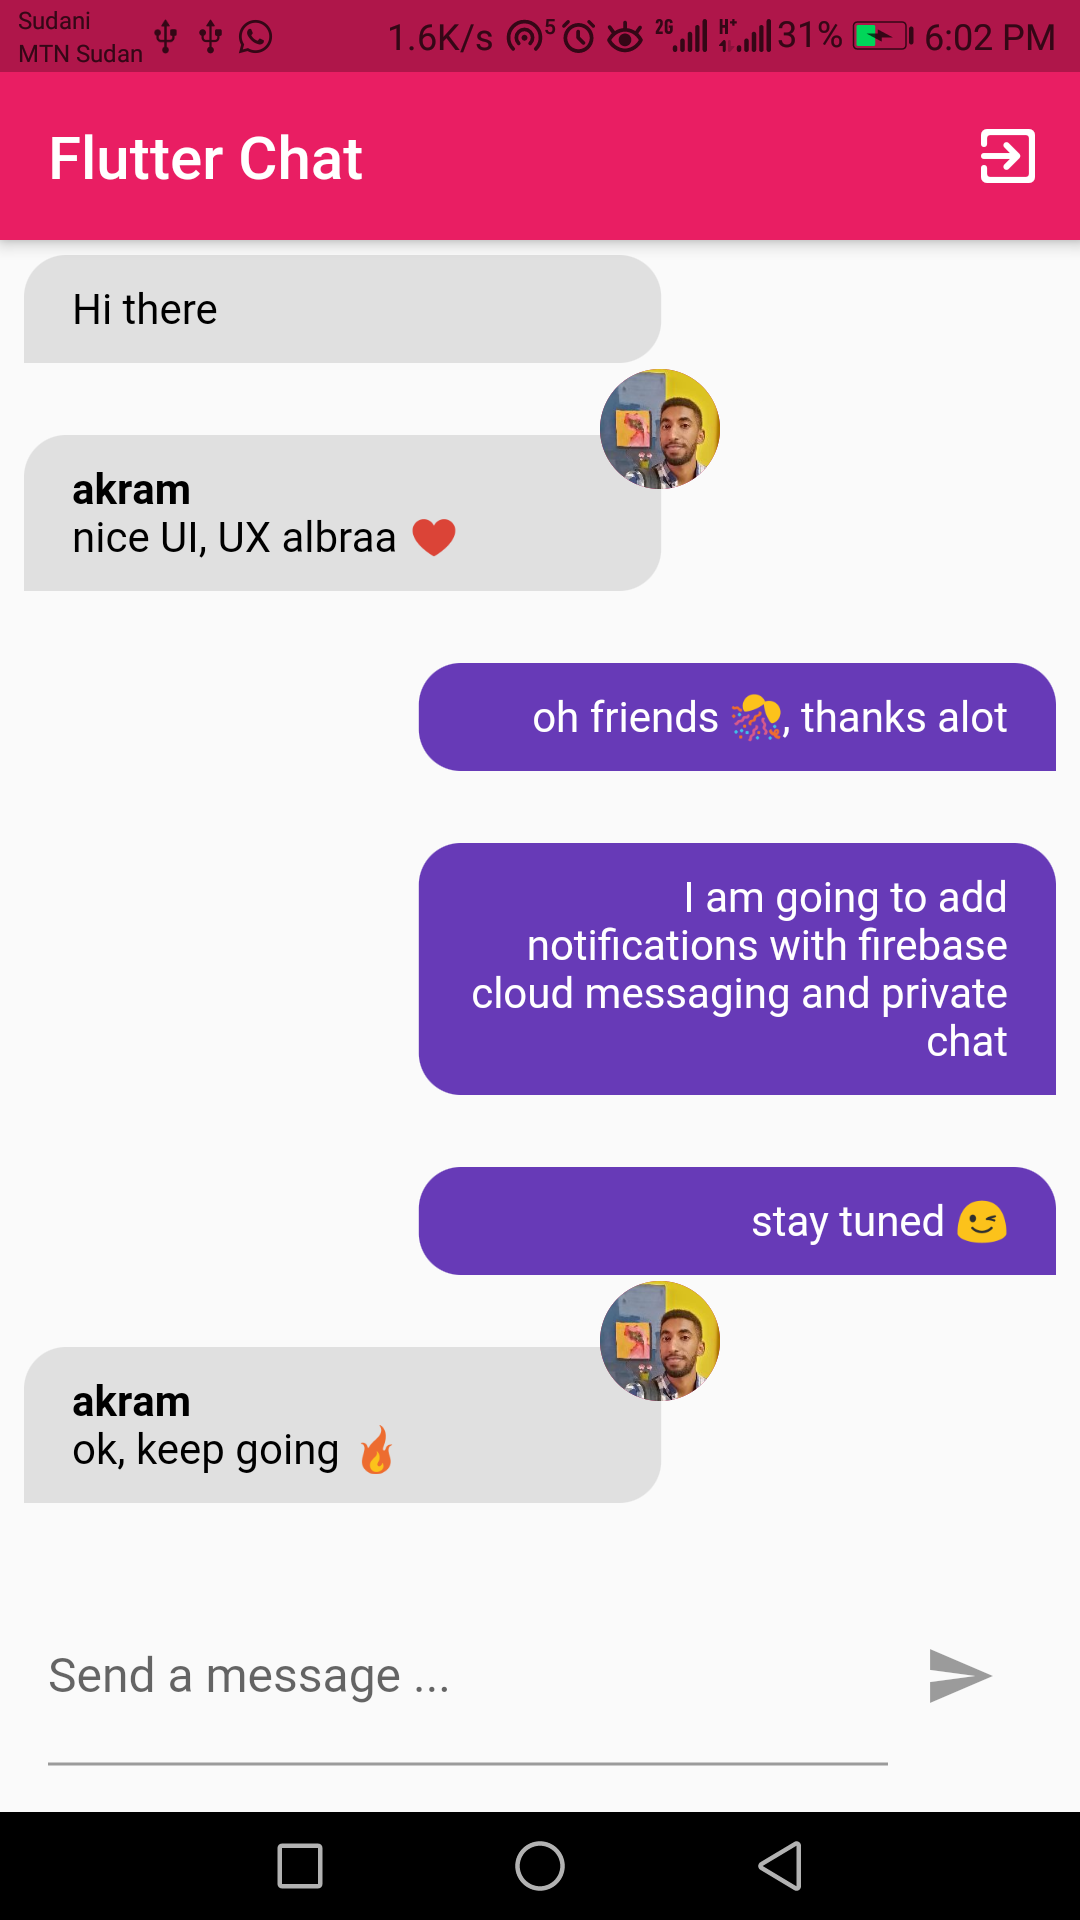 Sudani
MTN Sudan
1.6K/s 5 2G H+ 31% 6:02 PM
Flutter Chat
Hi there
akram
nice UI, UX albraa ❤️
oh friends 🎊, thanks alot
I am going to add
notifications with firebase
cloud messaging and private
chat
stay tuned 😉
akram
ok, keep going 🔥
Send a message ...